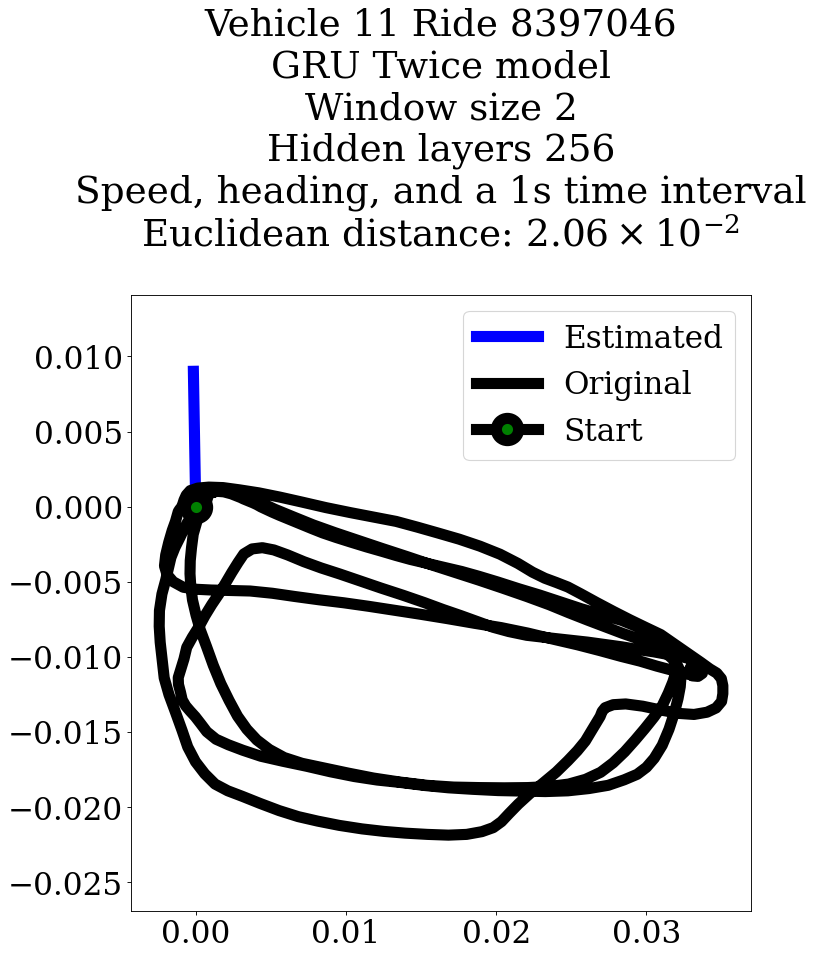 Vehicle 11 Ride 8397046
GRU Twice model
Window size 2
Hidden layers 256
Speed, heading, and a 1s time interval
Euclidean distance: 2.06 × 10⁻²
Estimated
Original
Start
0.010
0.005
0.000
−0.005
−0.010
−0.015
−0.020
−0.025
0.00 0.01 0.02 0.03